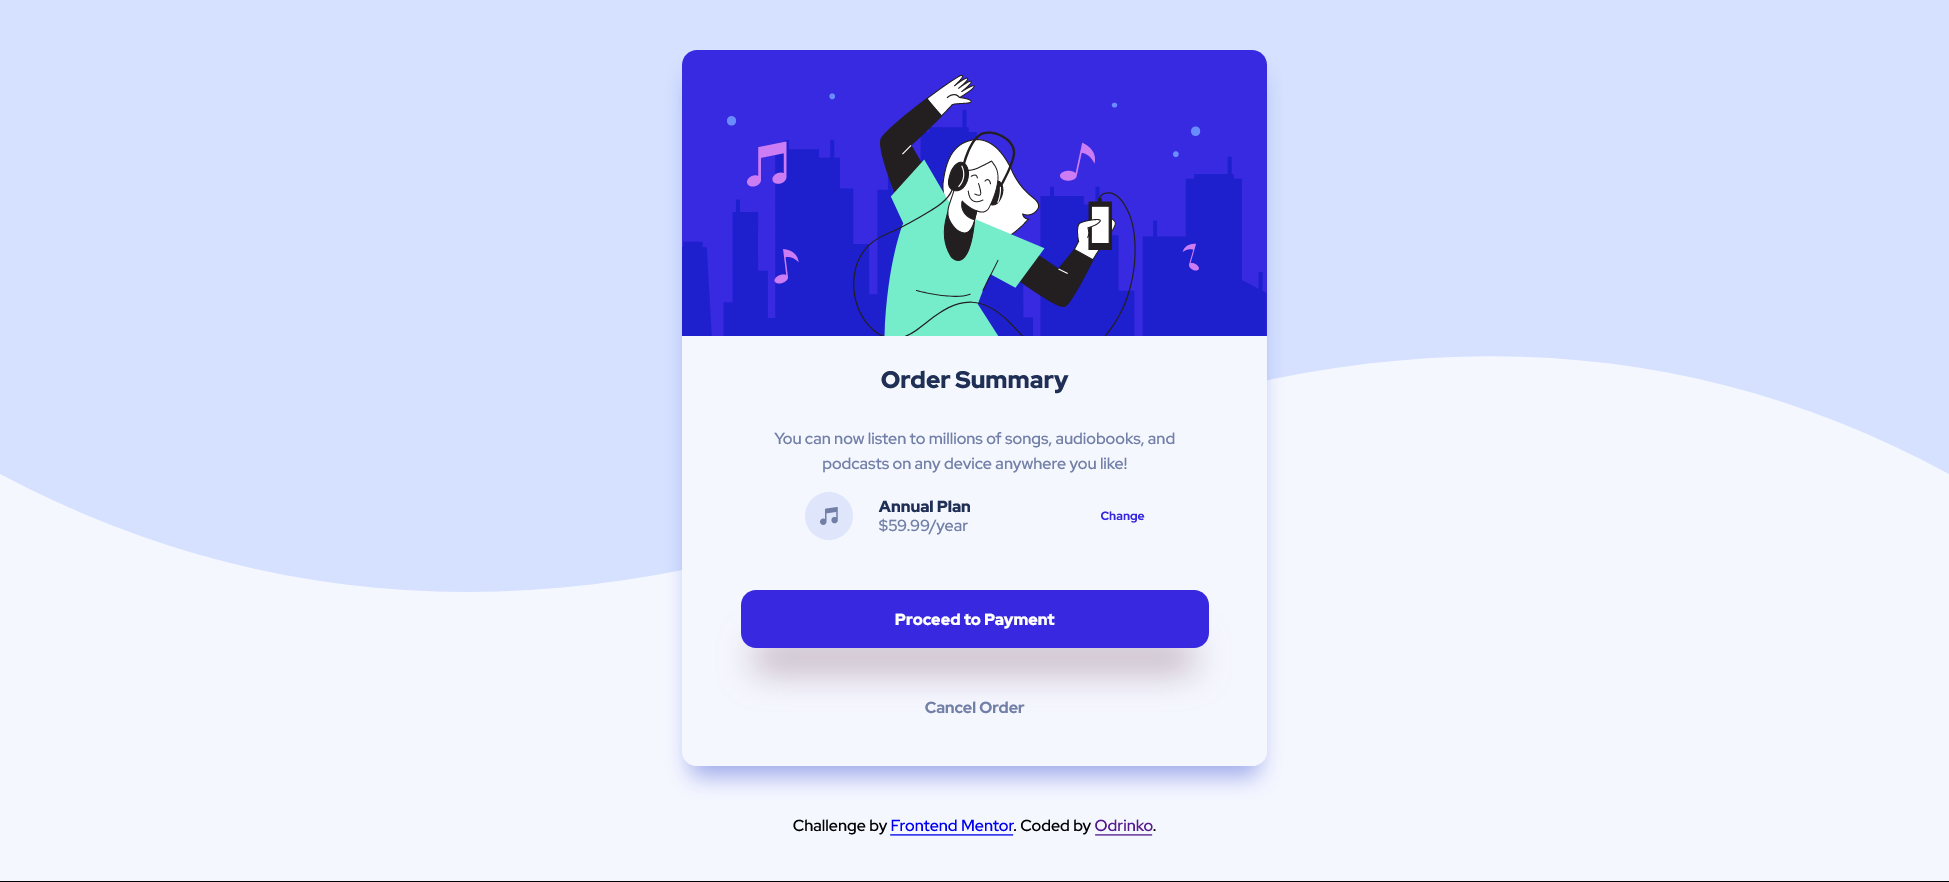 Order Summary
You can now listen to millions of songs, audiobooks, and
podcasts on any device anywhere you like!
Annual Plan
$59.99/year
Change
Proceed to Payment
Cancel Order
Challenge by Frontend Mentor. Coded by Odrinko.